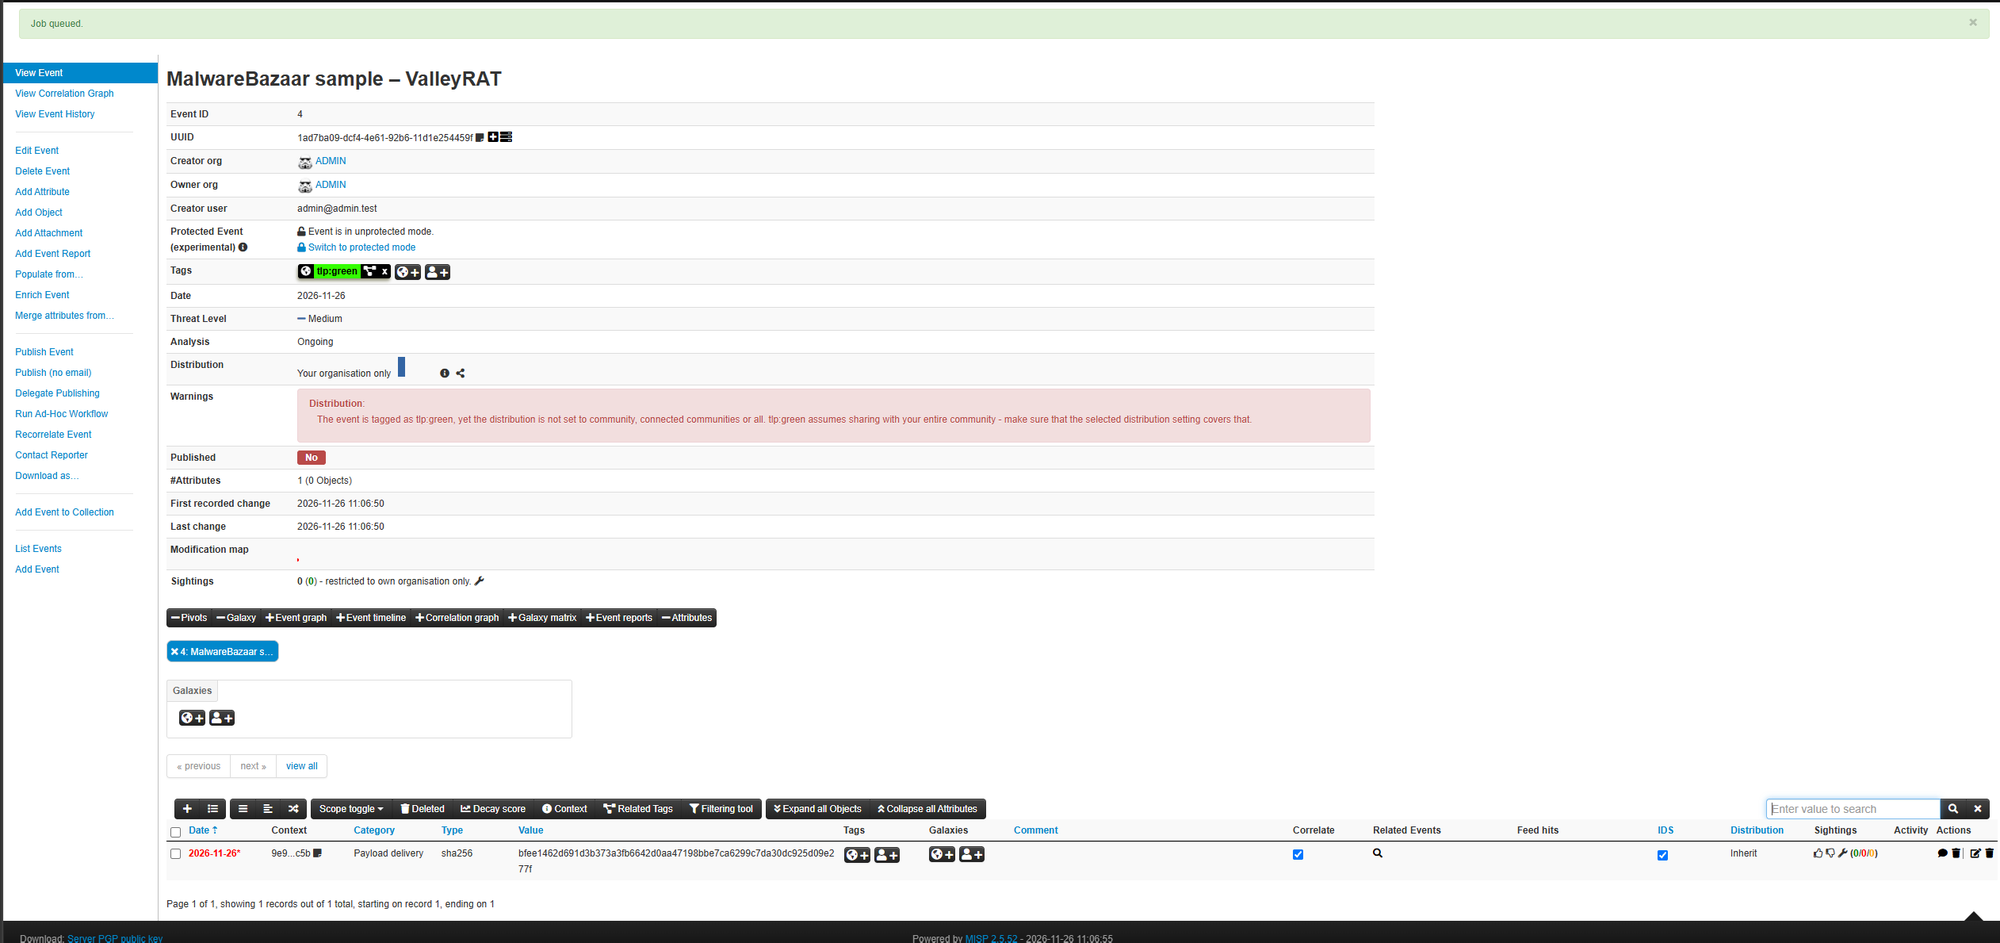 Job queued.
×
View Event
View Correlation Graph
View Event History
Edit Event
Delete Event
Add Attribute
Add Object
Add Attachment
Add Event Report
Populate from...
Enrich Event
Merge attributes from...
Publish Event
Publish (no email)
Delegate Publishing
Run Ad-Hoc Workflow
Recorrelate Event
Contact Reporter
Download as...
Add Event to Collection
List Events
Add Event
MalwareBazaar sample – ValleyRAT
Event ID 4
UUID 1ad7ba09-dcf4-4e61-92b6-11d1e254459f
Creator org ADMIN
Owner org ADMIN
Creator user admin@admin.test
Protected Event Event is in unprotected mode.
(experimental) Switch to protected mode
Tags tlp:green x + +
Date 2026-11-26
Threat Level Medium
Analysis Ongoing
Distribution Your organisation only
Warnings
Distribution:
The event is tagged as tlp:green, yet the distribution is not set to community, connected communities or all. tlp:green assumes sharing with your entire community - make sure that the selected distribution setting covers that.
Published No
#Attributes 1 (0 Objects)
First recorded change 2026-11-26 11:06:50
Last change 2026-11-26 11:06:50
Modification map
Sightings 0 (0) - restricted to own organisation only.
Pivots Galaxy Event graph Event timeline Correlation graph Galaxy matrix Event reports Attributes
4: MalwareBazaar s...
Galaxies
+ +
« previous next » view all
Scope toggle Deleted Decay score Context Related Tags Filtering tool Expand all Objects Collapse all Attributes Enter value to search
Date ↑ Context Category Type Value Tags Galaxies Comment Correlate Related Events Feed hits IDS Distribution Sightings Activity Actions
2026-11-26* 9e9...c5b Payload delivery sha256 bfee1462d691d3b373a3fb6642d0aa47198bbe7ca6299c7da30dc925d09e2 + + + + Inherit (0/0/0)
77f
Page 1 of 1, showing 1 records out of 1 total, starting on record 1, ending on 1
Download: Server PGP public key Powered by MISP 2.5.52 - 2026-11-26 11:06:55